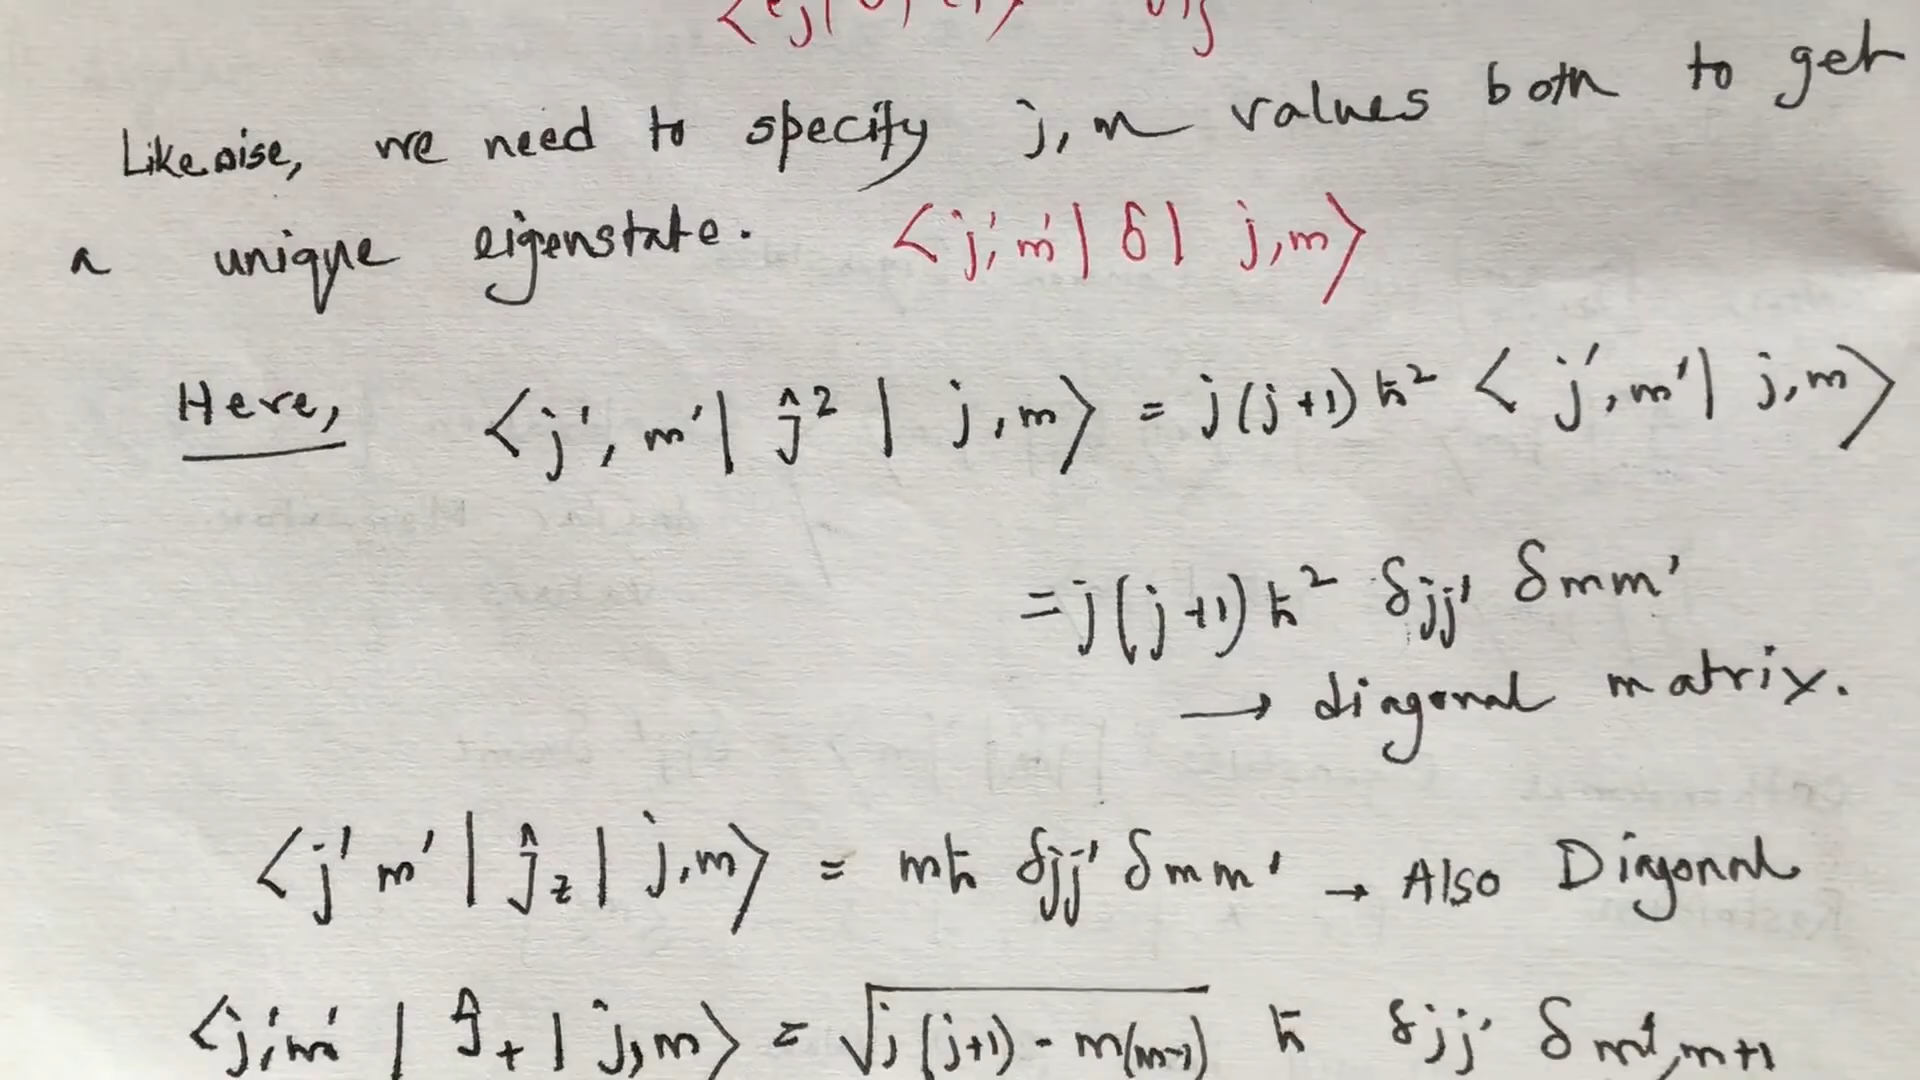 Likewise, we need to specify j, m values both to get
a unique eigenstate. ⟨j',m'| δ | j,m⟩
Here, ⟨j', m'| ĵ² | j, m⟩ = j(j+1)ħ² ⟨j', m'| j,m⟩
= j(j+1)ħ² δjj' δmm'
→ diagonal matrix.
⟨j' m' | ĵz | j,m⟩ = mħ δjj' δmm' → Also Diagonal
⟨j',m' | Ĵ+ | j,m⟩ = √j(j+1) - m(m-1) ħ δjj' δm',m+1